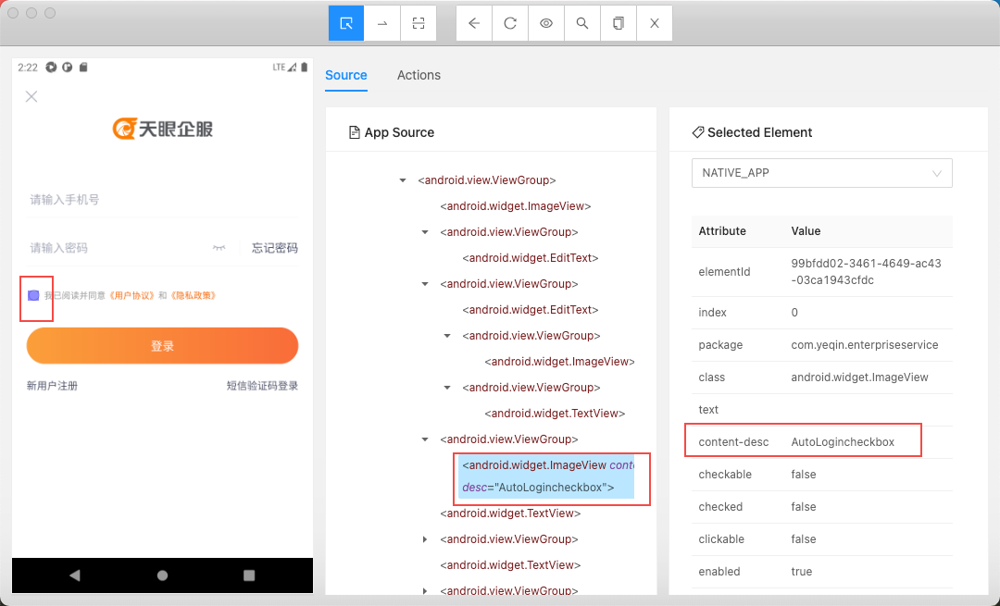 2:22
LTE
天眼企服
请输入手机号
请输入密码
忘记密码
我已阅读并同意《用户协议》和《隐私政策》
登录
新用户注册
短信验证码登录
Source
Actions
App Source
<android.view.ViewGroup>
<android.widget.ImageView>
<android.view.ViewGroup>
<android.widget.EditText>
<android.view.ViewGroup>
<android.widget.EditText>
<android.view.ViewGroup>
<android.widget.ImageView>
<android.view.ViewGroup>
<android.widget.TextView>
<android.view.ViewGroup>
<android.widget.ImageView cont
desc="AutoLogincheckbox">
<android.widget.TextView>
<android.view.ViewGroup>
<android.widget.TextView>
<android.view.ViewGroup>
Selected Element
NATIVE_APP
Attribute Value
elementId 99bfdd02-3461-4649-ac43
-03ca1943cfdc
index 0
package com.yeqin.enterpriseservice
class android.widget.ImageView
text
content-desc AutoLogincheckbox
checkable false
checked false
clickable false
enabled true